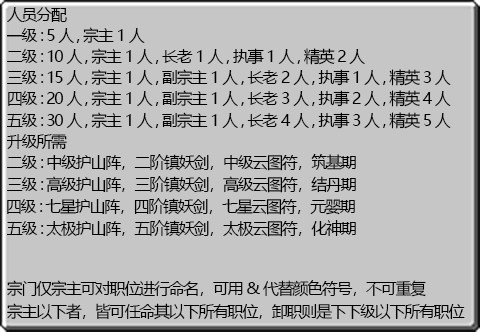 人员分配
一级 : 5 人 , 宗主 1 人
二级 : 10 人 , 宗主 1 人 , 长老 1 人 , 执事 1 人 , 精英 2 人
三级 : 15 人 , 宗主 1 人 , 副宗主 1 人 , 长老 2 人 , 执事 1 人 , 精英 3 人
四级 : 20 人 , 宗主 1 人 , 副宗主 1 人 , 长老 3 人 , 执事 2 人 , 精英 4 人
五级 : 30 人 , 宗主 1 人 , 副宗主 1 人 , 长老 4 人 , 执事 3 人 , 精英 5 人
升级所需
二级 : 中级护山阵，二阶镇妖剑，中级云图符，筑基期
三级 : 高级护山阵，三阶镇妖剑，高级云图符，结丹期
四级 : 七星护山阵，四阶镇妖剑，七星云图符，元婴期
五级 : 太极护山阵，五阶镇妖剑，太极云图符，化神期
宗门仅宗主可对职位进行命名，可用 & 代替颜色符号，不可重复
宗主以下者，皆可任命其以下所有职位，卸职则是下下级以下所有职位